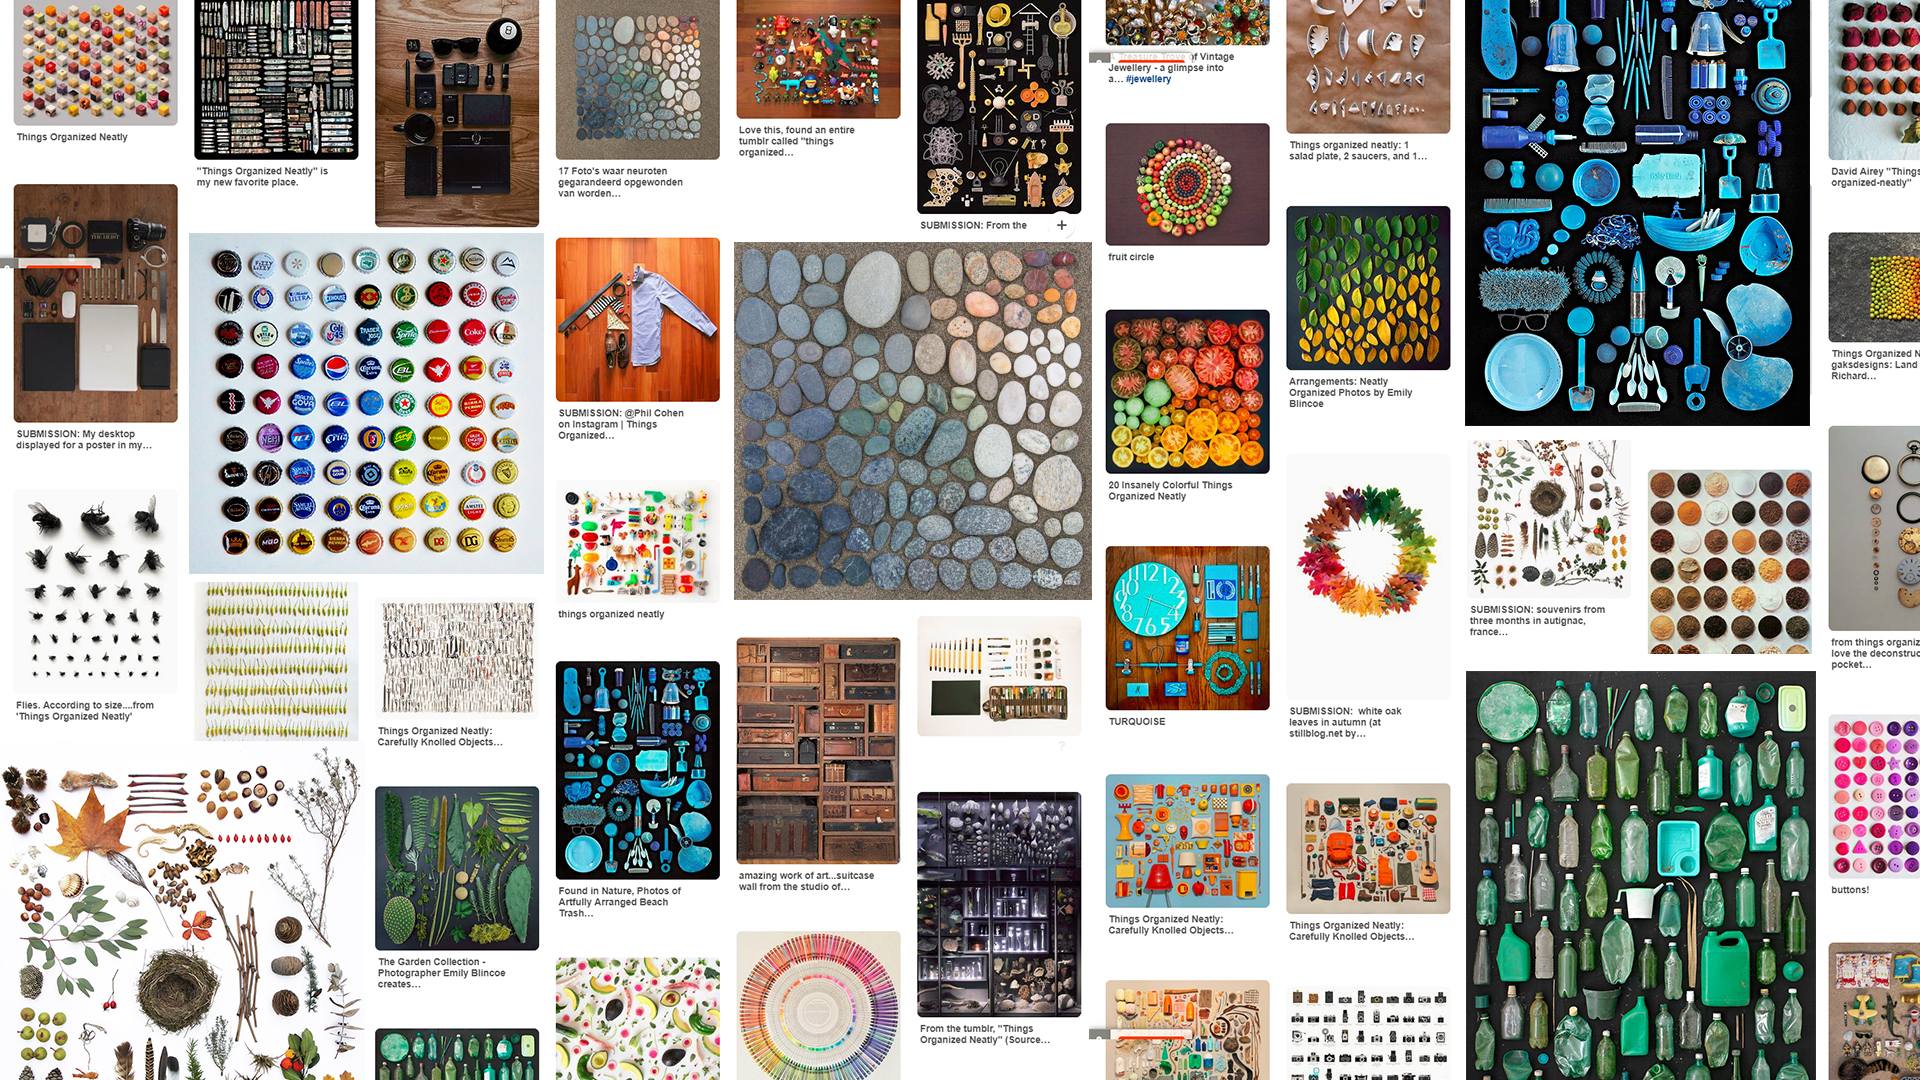 Things Organized Neatly
SUBMISSION: My desktop
displayed for a poster in my...
Flies. According to size....from
'Things Organized Neatly'
"Things Organized Neatly" is
my new favorite place.
Things Organized Neatly:
Carefully Knolled Objects...
The Garden Collection -
Photographer Emily Blincoe
creates...
17 Foto's waar neuroten
gegarandeerd opgewonden
van worden...
SUBMISSION: @Phil Cohen
on Instagram | Things
Organized...
things organized neatly
Found in Nature, Photos of
Artfully Arranged Beach
Trash...
Love this, found an entire
tumblr called "things
organized...
amazing work of art...suitcase
wall from the studio of...
SUBMISSION: From the
From the tumblr, "Things
Organized Neatly" (Source...
A Treasure Trove of Vintage
Jewellery - a glimpse into
a... #jewellery
fruit circle
20 Insanely Colorful Things
Organized Neatly
TURQUOISE
Things Organized Neatly:
Carefully Knolled Objects...
Things organized neatly: 1
salad plate, 2 saucers, and 1...
Arrangements: Neatly
Organized Photos by Emily
Blincoe
SUBMISSION: white oak
leaves in autumn (at
stillblog.net by...
Things Organized Neatly:
Carefully Knolled Objects...
SUBMISSION: souvenirs from
three months in autignac,
france...
David Airey "Things
organized-neatly"
Things Organized N
gaksdesigns: Land
Richard...
from things organiz
love the deconstruc
pocket...
buttons!